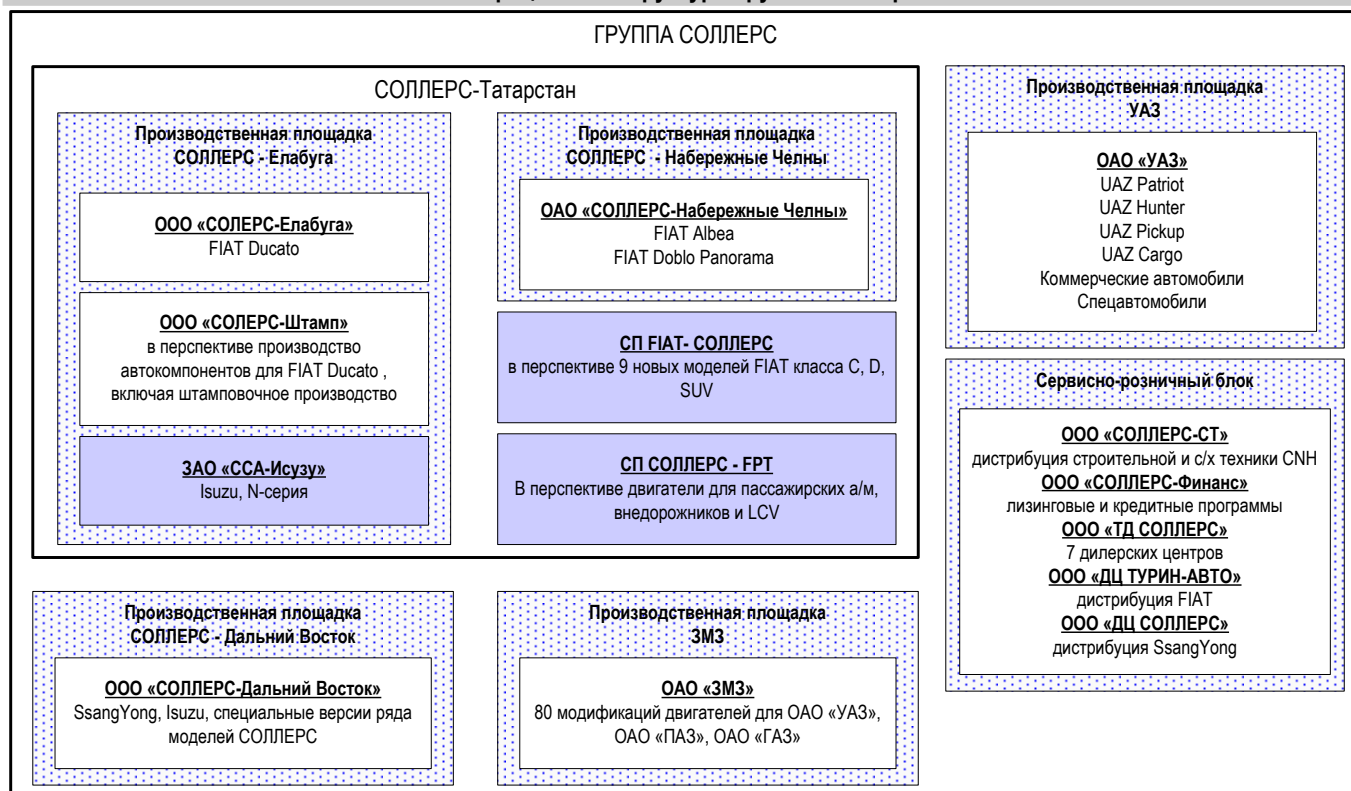 ГРУППА СОЛЛЕРС
СОЛЛЕРС-Татарстан
Производственная площадка
СОЛЛЕРС - Елабуга
ООО «СОЛЕРС-Елабуга»
FIAT Ducato
ООО «СОЛЕРС-Штамп»
в перспективе производство
автокомпонентов для FIAT Ducato ,
включая штамповочное производство
ЗАО «ССА-Исузу»
Isuzu, N-серия
Производственная площадка
СОЛЛЕРС - Набережные Челны
ОАО «СОЛЛЕРС-Набережные Челны»
FIAT Albea
FIAT Doblo Panorama
СП FIAT- СОЛЛЕРС
в перспективе 9 новых моделей FIAT класса C, D,
SUV
СП СОЛЛЕРС - FPT
В перспективе двигатели для пассажирских а/м,
внедорожников и LCV
Производственная площадка
УАЗ
ОАО «УАЗ»
UAZ Patriot
UAZ Hunter
UAZ Pickup
UAZ Cargo
Коммерческие автомобили
Спецавтомобили
Сервисно-розничный блок
ООО «СОЛЛЕРС-СТ»
дистрибуция строительной и с/х техники CNH
ООО «СОЛЛЕРС-Финанс»
лизинговые и кредитные программы
ООО «ТД СОЛЛЕРС»
7 дилерских центров
ООО «ДЦ ТУРИН-АВТО»
дистрибуция FIAT
ООО «ДЦ СОЛЛЕРС»
дистрибуция SsangYong
Производственная площадка
СОЛЛЕРС - Дальний Восток
ООО «СОЛЛЕРС-Дальний Восток»
SsangYong, Isuzu, специальные версии ряда
моделей СОЛЛЕРС
Производственная площадка
ЗМЗ
ОАО «ЗМЗ»
80 модификаций двигателей для ОАО «УАЗ»,
ОАО «ПАЗ», ОАО «ГАЗ»